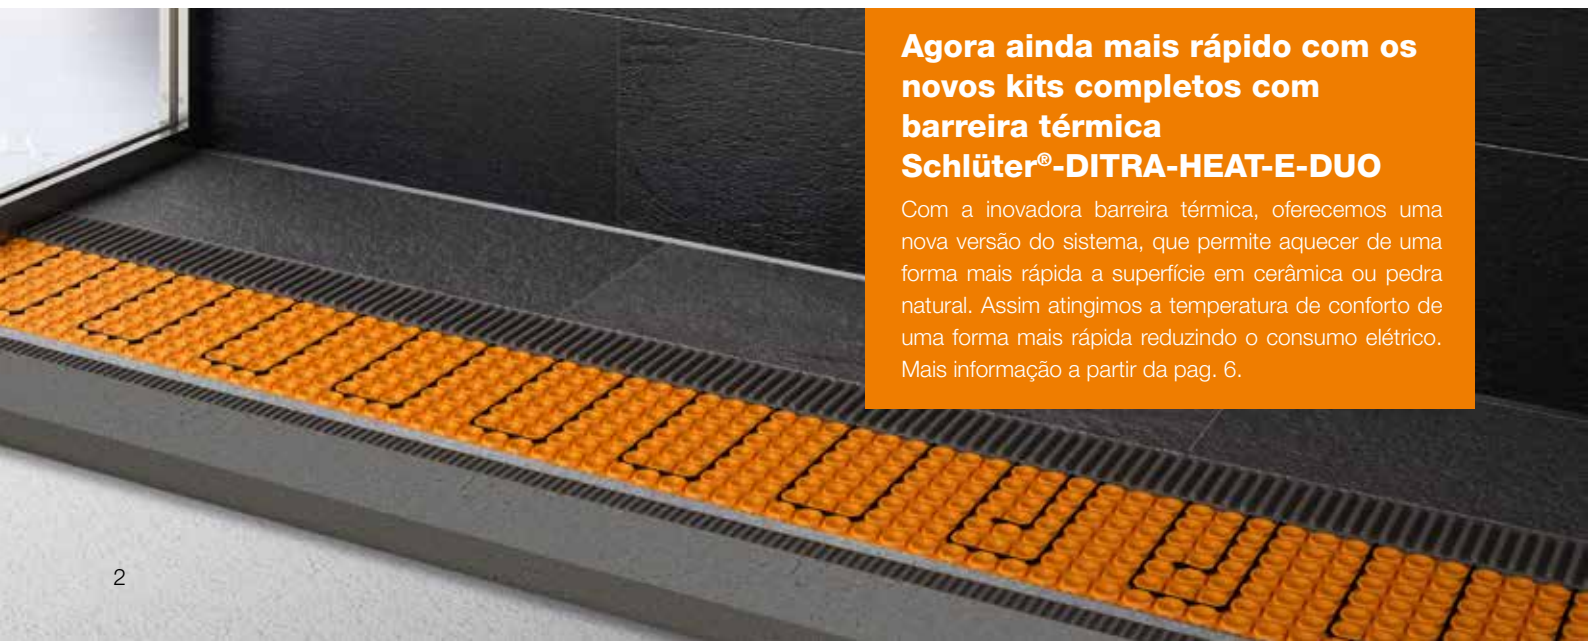 Agora ainda mais rápido com os
novos kits completos com
barreira térmica
Schlüter®-DITRA-HEAT-E-DUO
Com a inovadora barreira térmica, oferecemos uma
nova versão do sistema, que permite aquecer de uma
forma mais rápida a superfície em cerâmica ou pedra
natural. Assim atingimos a temperatura de conforto de
uma forma mais rápida reduzindo o consumo elétrico.
Mais informação a partir da pag. 6.
2